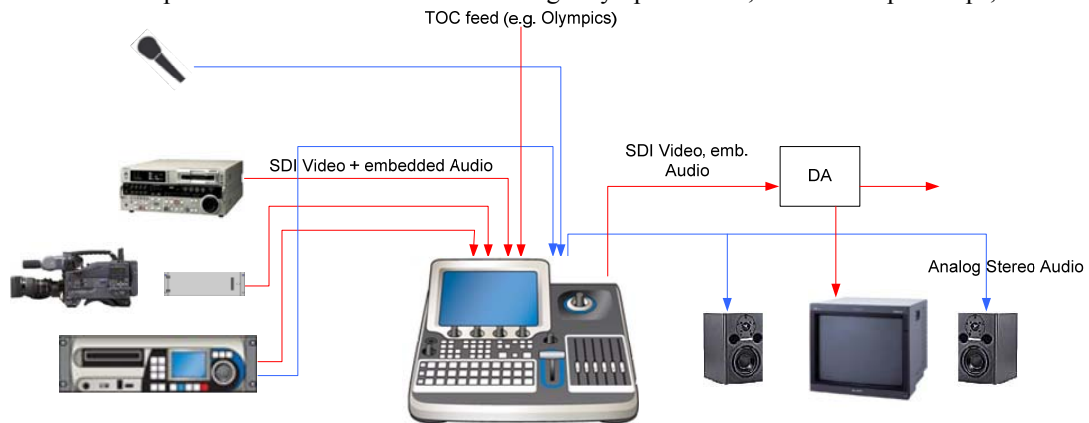 TOC feed (e.g. Olympics)
SDI Video + embedded Audio
SDI Video, emb.
Audio
DA
Analog Stereo Audio